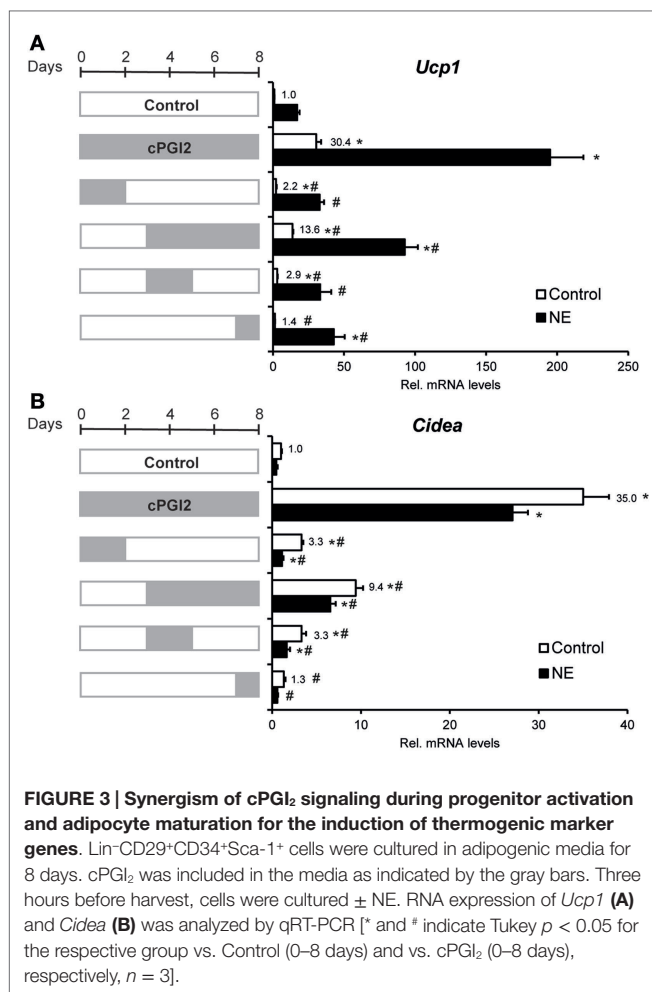 A
Days 0 2 4 6 8
Ucp1
Control 1.0
cPGI2 30.4 *
*
2.2 *#
#
13.6 *#
*#
2.9 *#
#
1.4 #
*#
Control
NE
0 50 100 150 200 250
Rel. mRNA levels
B
Days 0 2 4 6 8
Cidea
Control 1.0
cPGI2 35.0 *
*
3.3 *#
*#
9.4 *#
*#
3.3 *#
*#
1.3 #
#
Control
NE
0 10 20 30 40
Rel. mRNA levels
FIGURE 3 | Synergism of cPGI₂ signaling during progenitor activation
and adipocyte maturation for the induction of thermogenic marker
genes. Lin⁻CD29⁺CD34⁺Sca-1⁺ cells were cultured in adipogenic media for
8 days. cPGI₂ was included in the media as indicated by the gray bars. Three
hours before harvest, cells were cultured ± NE. RNA expression of Ucp1 (A)
and Cidea (B) was analyzed by qRT-PCR [* and # indicate Tukey p < 0.05 for
the respective group vs. Control (0–8 days) and vs. cPGI₂ (0–8 days),
respectively, n = 3].